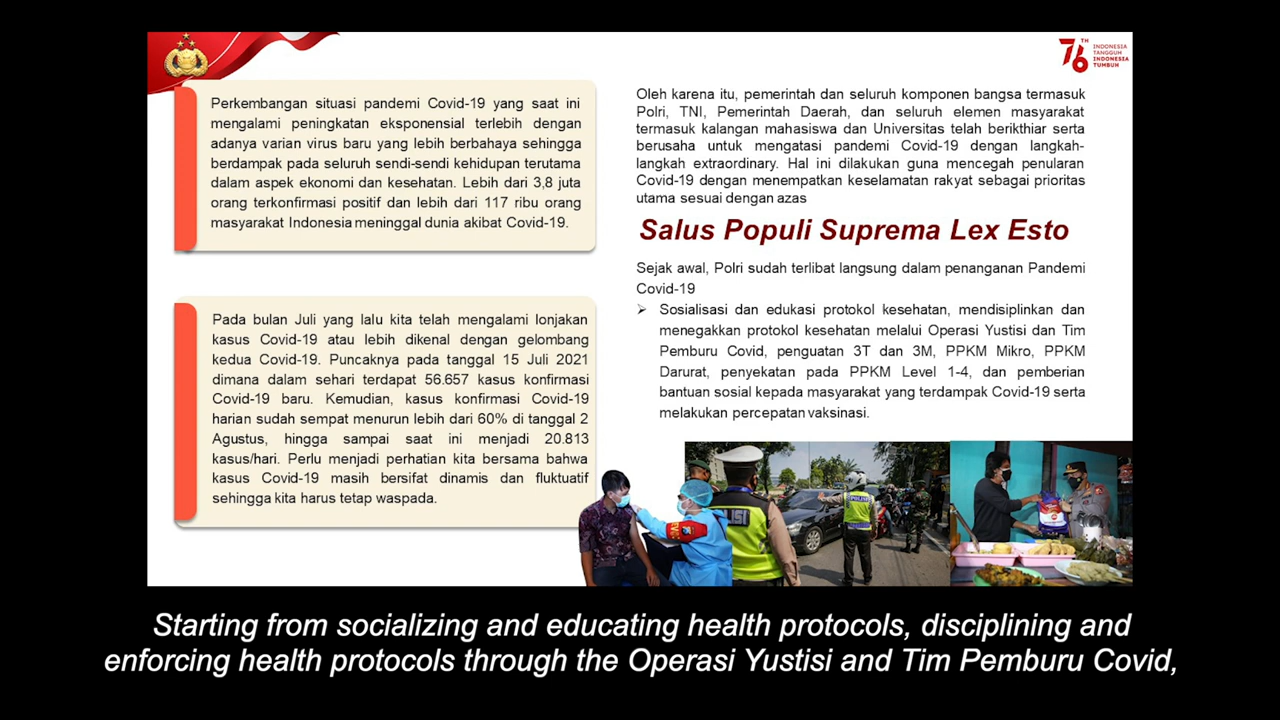 76
TH
INDONESIA
TANGGUH
INDONESIA
TUMBUH
Perkembangan situasi pandemi Covid-19 yang saat ini
mengalami peningkatan eksponensial terlebih dengan
adanya varian virus baru yang lebih berbahaya sehingga
berdampak pada seluruh sendi-sendi kehidupan terutama
dalam aspek ekonomi dan kesehatan. Lebih dari 3,8 juta
orang terkonfirmasi positif dan lebih dari 117 ribu orang
masyarakat Indonesia meninggal dunia akibat Covid-19.
Pada bulan Juli yang lalu kita telah mengalami lonjakan
kasus Covid-19 atau lebih dikenal dengan gelombang
kedua Covid-19. Puncaknya pada tanggal 15 Juli 2021
dimana dalam sehari terdapat 56.657 kasus konfirmasi
Covid-19 baru. Kemudian, kasus konfirmasi Covid-19
harian sudah sempat menurun lebih dari 60% di tanggal 2
Agustus, hingga sampai saat ini menjadi 20.813
kasus/hari. Perlu menjadi perhatian kita bersama bahwa
kasus Covid-19 masih bersifat dinamis dan fluktuatif
sehingga kita harus tetap waspada.
Oleh karena itu, pemerintah dan seluruh komponen bangsa termasuk
Polri, TNI, Pemerintah Daerah, dan seluruh elemen masyarakat
termasuk kalangan mahasiswa dan Universitas telah berikthiar serta
berusaha untuk mengatasi pandemi Covid-19 dengan langkah-
langkah extraordinary. Hal ini dilakukan guna mencegah penularan
Covid-19 dengan menempatkan keselamatan rakyat sebagai prioritas
utama sesuai dengan azas
Salus Populi Suprema Lex Esto
Sejak awal, Polri sudah terlibat langsung dalam penanganan Pandemi
Covid-19
➢ Sosialisasi dan edukasi protokol kesehatan, mendisiplinkan dan
menegakkan protokol kesehatan melalui Operasi Yustisi dan Tim
Pemburu Covid, penguatan 3T dan 3M, PPKM Mikro, PPKM
Darurat, penyekatan pada PPKM Level 1-4, dan pemberian
bantuan sosial kepada masyarakat yang terdampak Covid-19 serta
melakukan percepatan vaksinasi.
POLISI
Starting from socializing and educating health protocols, disciplining and
enforcing health protocols through the Operasi Yustisi and Tim Pemburu Covid,